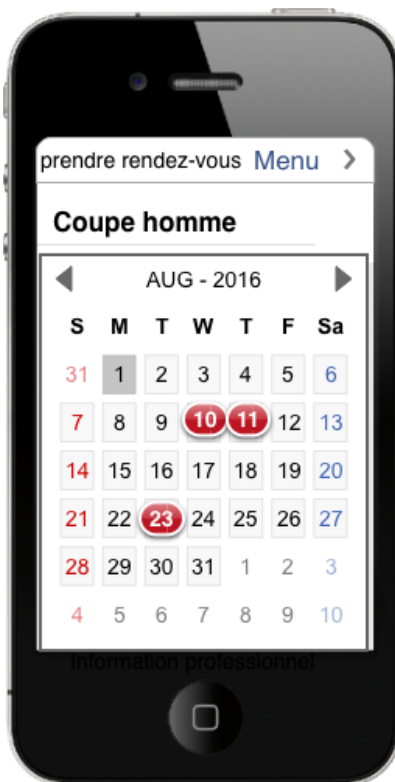 prendre rendez-vous Menu >
Coupe homme
AUG - 2016
S M T W T F Sa
31 1 2 3 4 5 6
7 8 9 10 11 12 13
14 15 16 17 18 19 20
21 22 23 24 25 26 27
28 29 30 31 1 2 3
4 5 6 7 8 9 10
Information professionnel